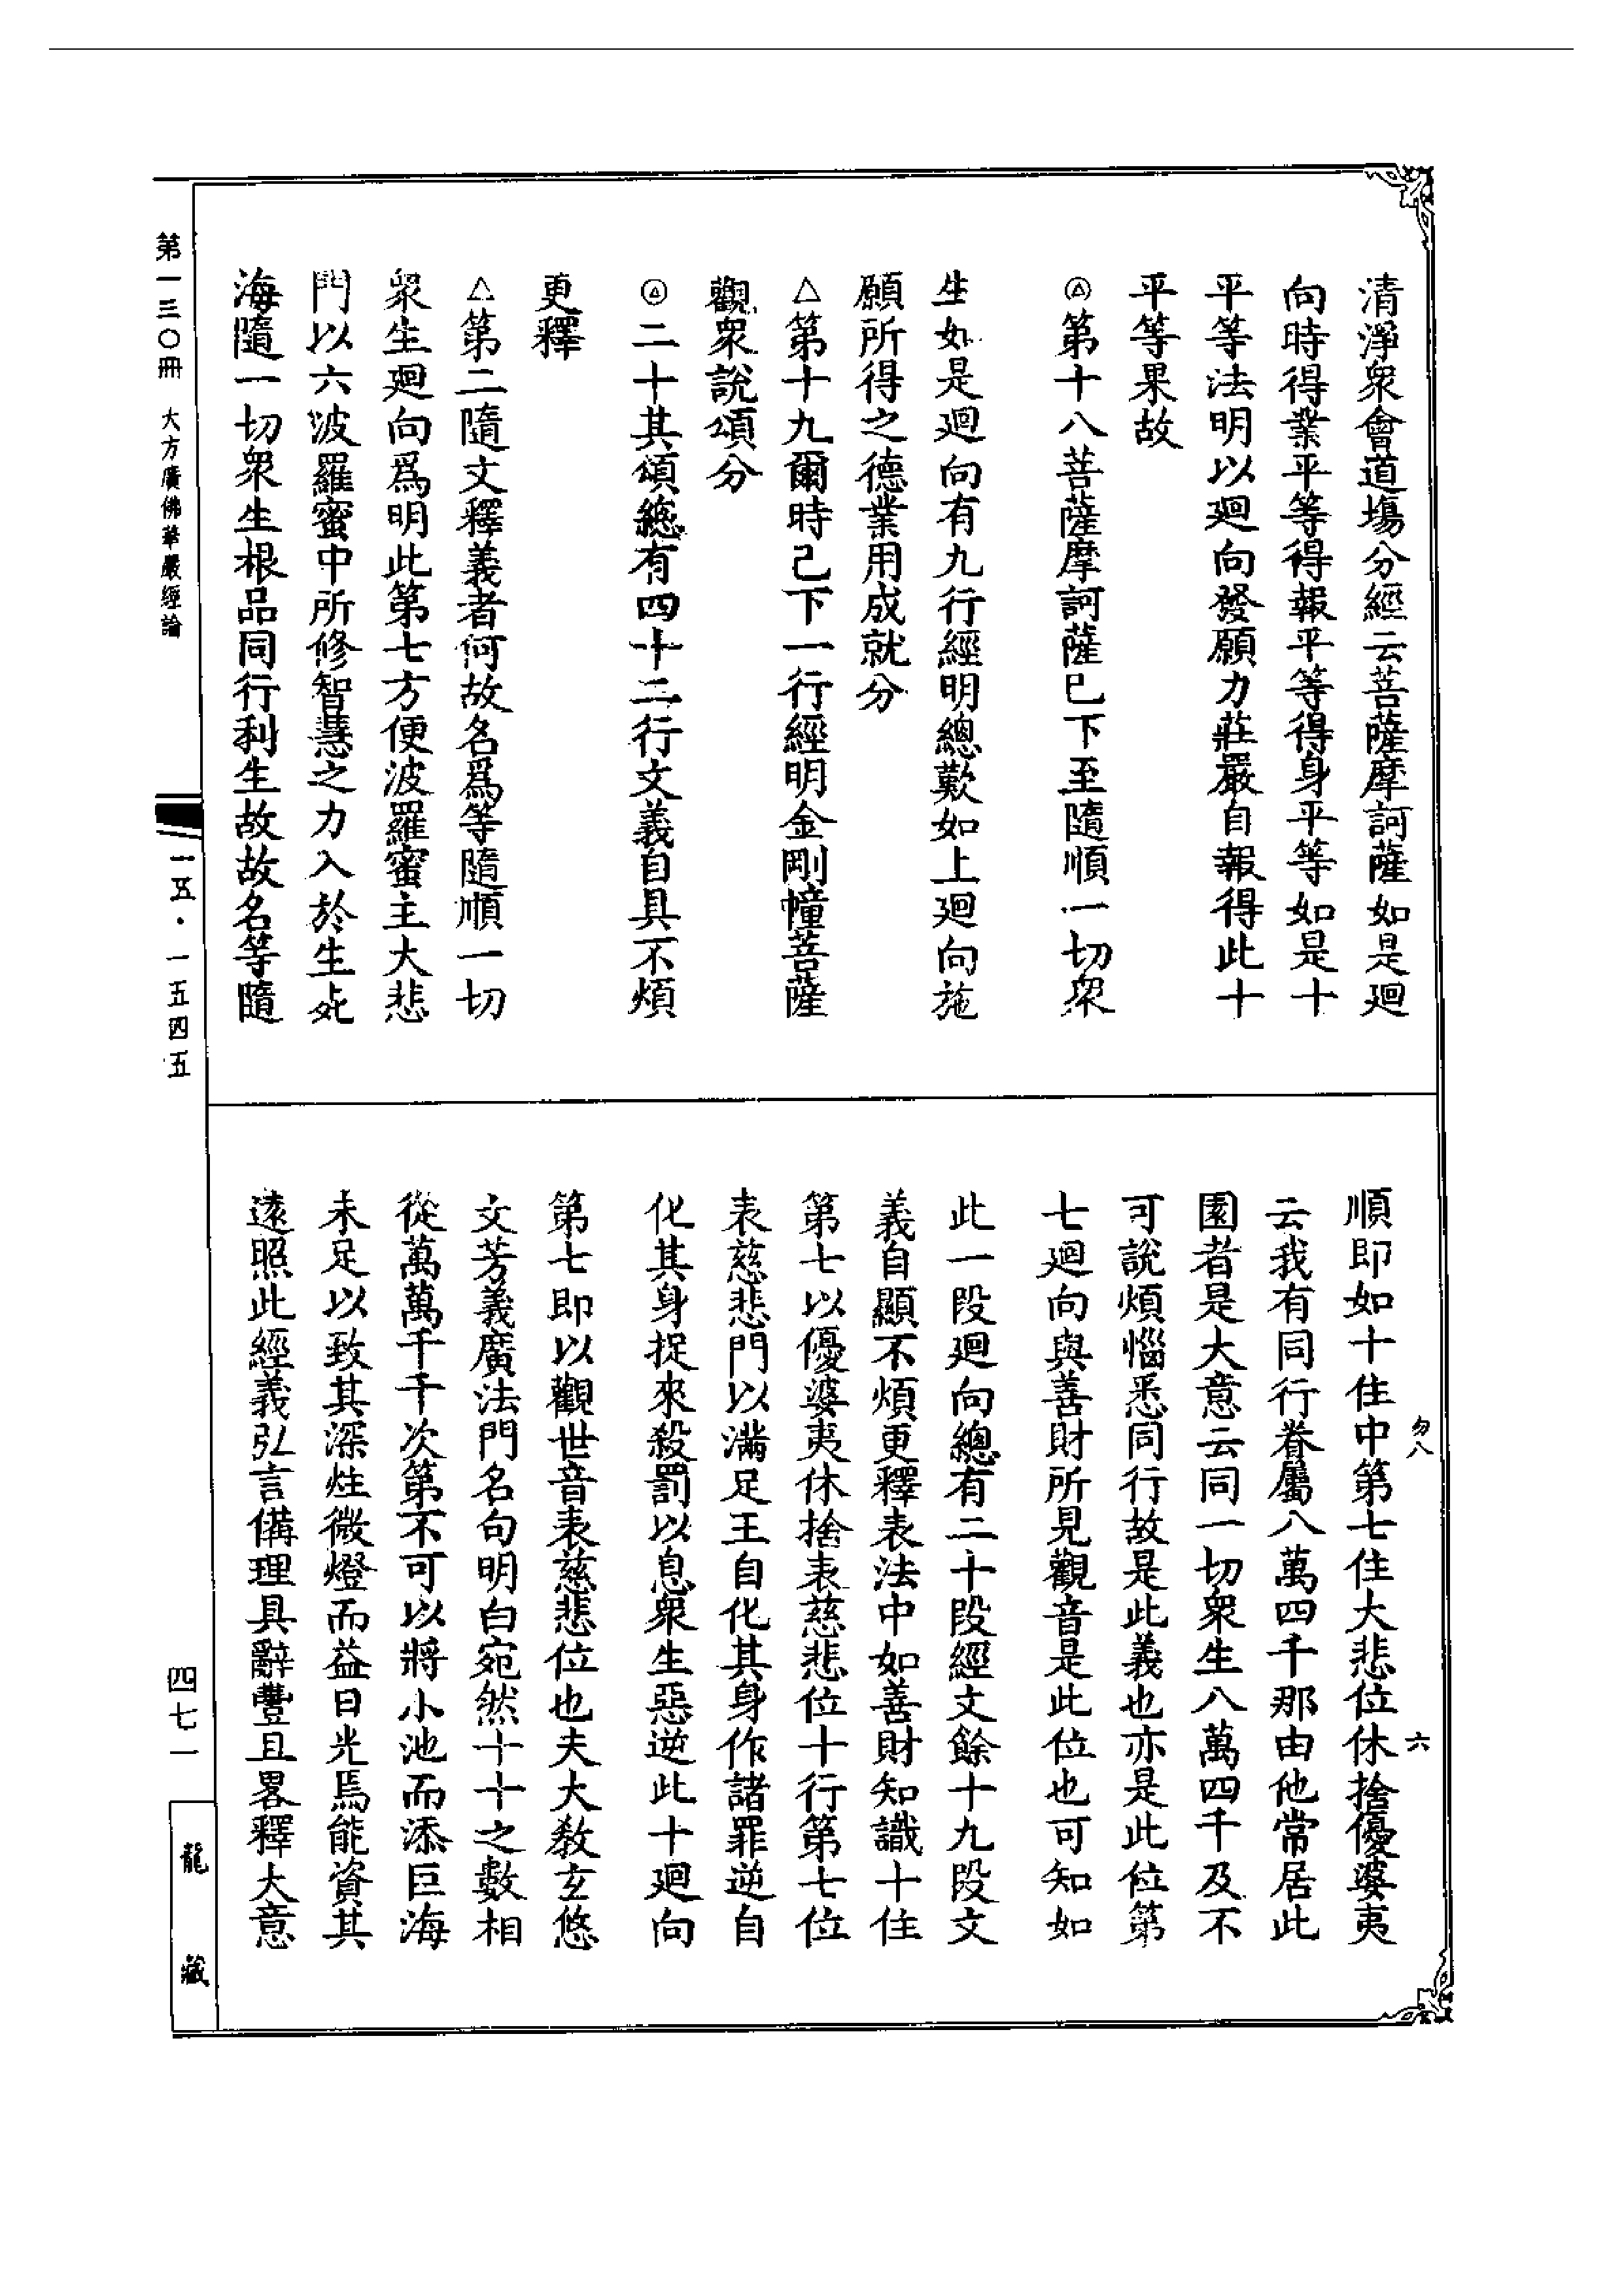 清淨衆會道場分經云菩薩摩訶薩如是廻
向時得業平等得報平等得身平等如是十
平等法明以廻向發願力莊嚴自報得此十
平等果故
第十八菩薩摩訶薩巳下至隨順一切衆
生如是廻向有九行經明總歎如上廻向施
願所得之德業用成就分
△第十九爾時已下一行經明金剛幢菩薩
觀衆說頌分
二十其頌總有四十二行文義自具不煩
更釋
△第二隨文釋義者何故名爲等隨順一切
衆生廻向爲明此第七方便波羅蜜主大悲
門以六波羅蜜中所修智慧之力入於生死
海隨一切衆生根品同行利生故故名等隨
勿八
六
順即如十住中第七住大悲位休捨優婆夷
云我有同行眷屬八萬四千那由他常居此
園者是大意云同一切衆生八萬四千及不
可說煩惱悉同行故是此義也亦是此位第
七廻向與善財所見觀音是此位也可知如
此一段廻向總有二十段經文餘十九段文
義自顯不煩更釋表法中如善財知識十住
第七以優婆夷休捨表慈悲位十行第七位
表慈悲門以滿足王自化其身作諸罪逆自
化其身捉來殺罰以息衆生惡逆此十廻向
第七即以觀世音表慈悲位也夫大教玄悠
文芳義廣法門名句明白宛然十十之數相
從萬萬千千次第不可以將小池而添巨海
未足以致其深炷微燈而益日光焉能資其
遠照此經義弘言備理具辭豐且畧釋大意
第一三〇冊 大方廣佛華嚴經論
一五·一五四五
四七一
龍藏